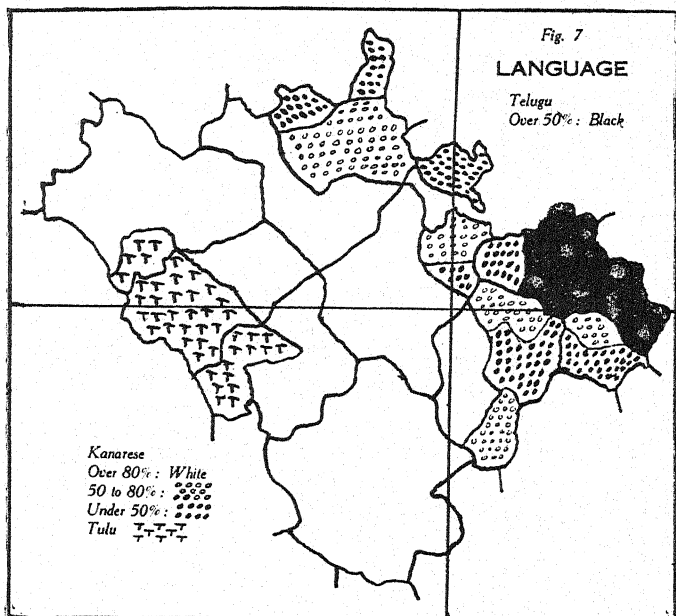 Fig. 7
LANGUAGE
Telugu
Over 50%: Black
Kanarese
Over 80%: White
50 to 80%:
Under 50%:
Tulu